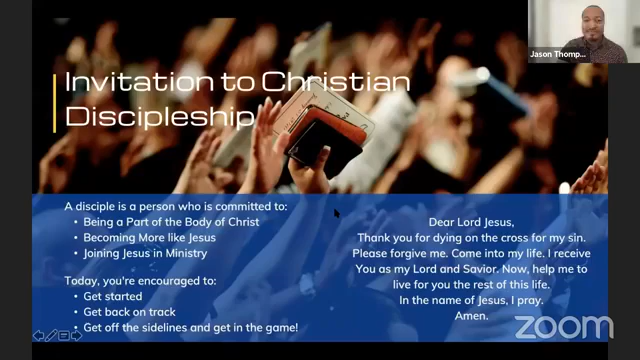 Invitation to Christian
Discipleship
Jason Thomp...
A disciple is a person who is committed to:
• Being a Part of the Body of Christ
• Becoming More like Jesus
• Joining Jesus in Ministry
Today, you're encouraged to:
• Get started
• Get back on track
• Get off the sidelines and get in the game!
Dear Lord Jesus,
Thank you for dying on the cross for my sin.
Please forgive me. Come into my life. I receive
You as my Lord and Savior. Now, help me to
live for you the rest of this life.
In the name of Jesus, I pray.
Amen.
zoom